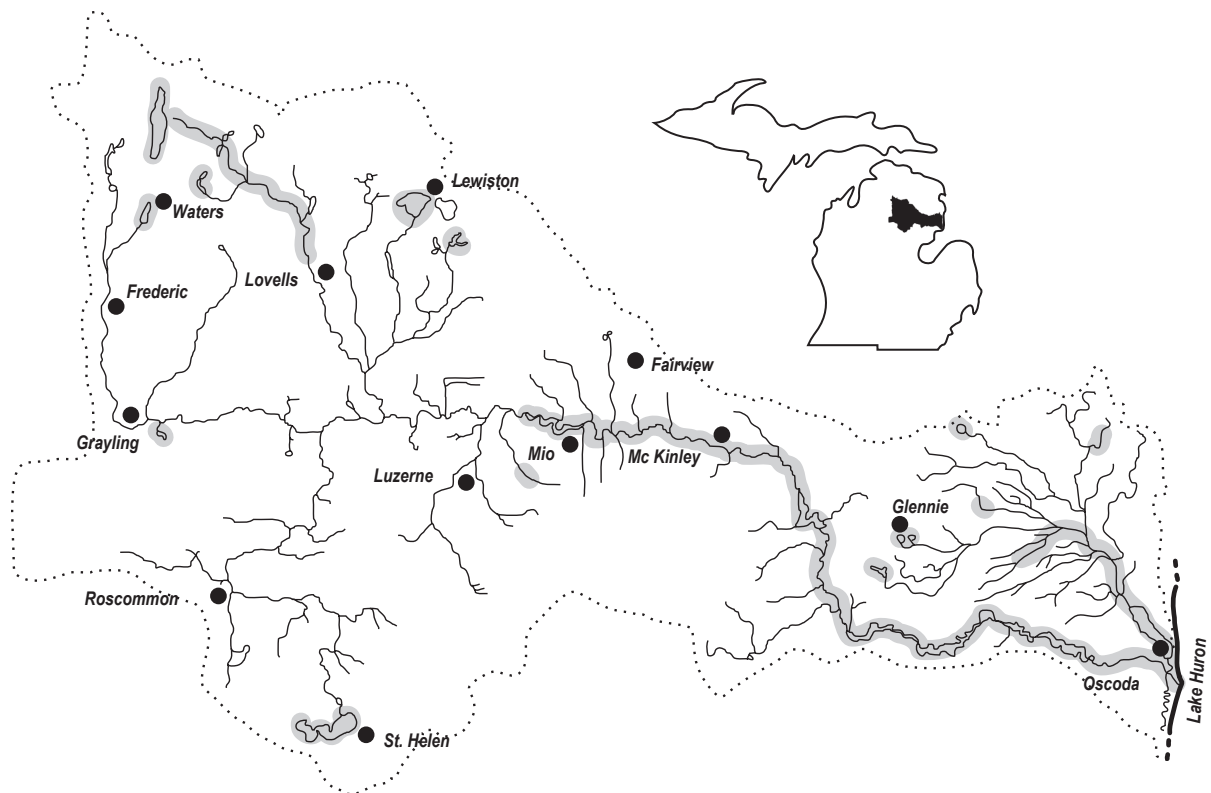 Lewiston
Waters
Lovells
Frederic
Fairview
Grayling
Mio
Mc Kinley
Luzerne
Glennie
Roscommon
Oscoda
Lake Huron
St. Helen